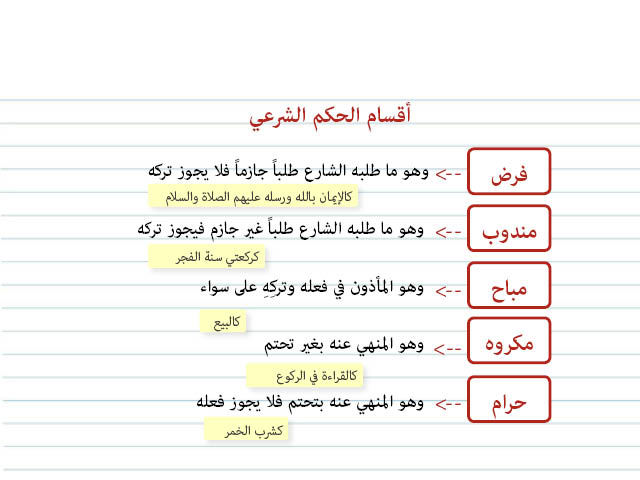 أقسام الحكم الشرعي
فرض --> وهو ما طلبه الشارع طلباً جازماً فلا يجوز تركه
كالإيمان بالله ورسله عليهم الصلاة والسلام
مندوب --> وهو ما طلبه الشارع طلباً غير جازم فيجوز تركه
كركعتي سنة الفجر
مباح --> وهو المأذون في فعله وتركِهِ على سواء
كالبيع
مكروه --> وهو المنهي عنه بغير تحتم
كالقراءة في الركوع
حرام --> وهو المنهي عنه بتحتم فلا يجوز فعله
كشرب الخمر